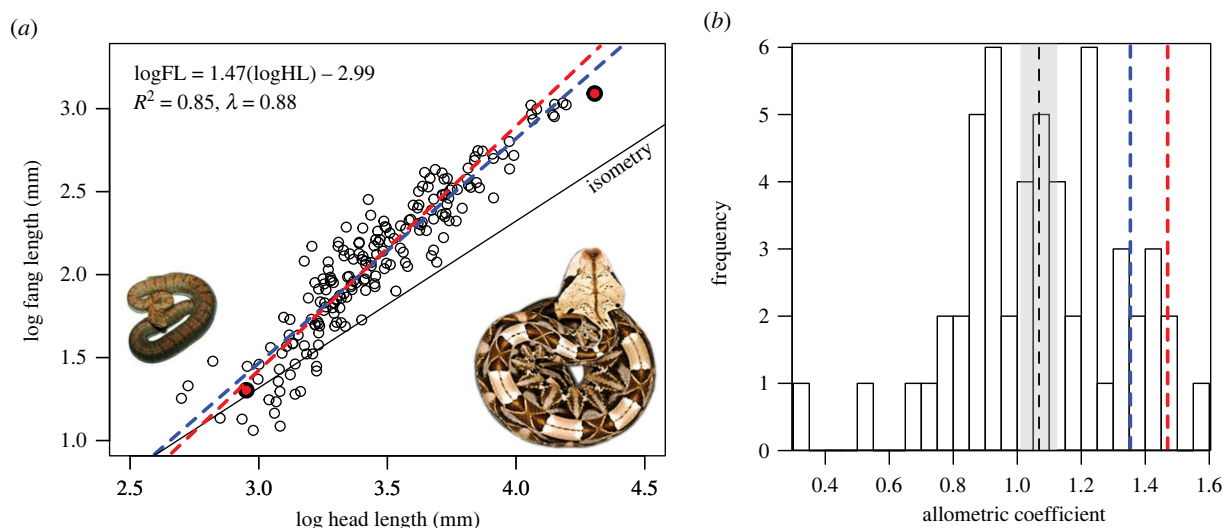 (a)
logFL = 1.47(logHL) – 2.99
R² = 0.85, λ = 0.88
isometry
log fang length (mm)
3.0
2.5
2.0
1.5
1.0
2.5 3.0 3.5 4.0 4.5
log head length (mm)
(b)
frequency
6
5
4
3
2
1
0
0.4 0.6 0.8 1.0 1.2 1.4 1.6
allometric coefficient